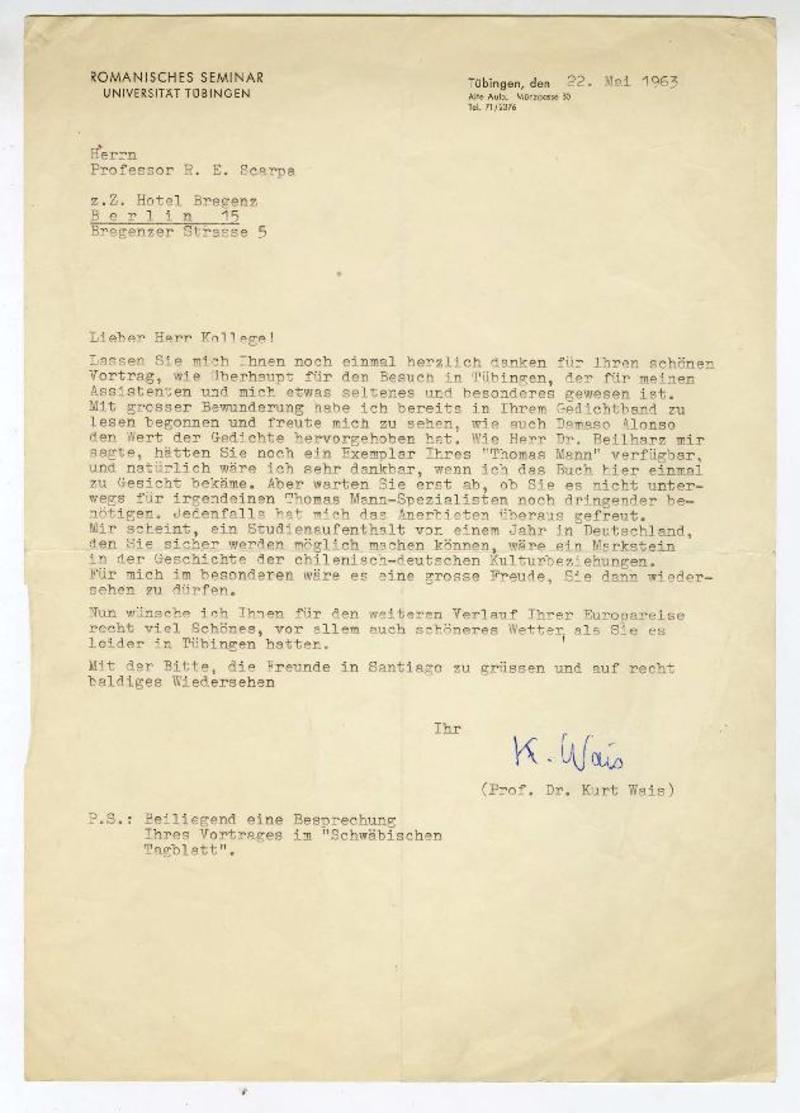 ROMANISCHES SEMINAR
UNIVERSITÄT TÜBINGEN
Tübingen, den 22. Mai 1963
Alte Aula, Münzgasse 30
Tel. 71/2376
Herrn
Professor R. E. Scarpa
z.Z. Hotel Bregenz
B e r l i n 15
Bregenzer Strasse 5
Lieber Herr Kollege!
Lassen Sie mich Ihnen noch einmal herzlich danken für Ihren schönen
Vortrag, wie überhaupt für den Besuch in Tübingen, der für meinen
Assistenten und mich etwas seltenes und besonderes gewesen ist.
Mit grosser Bewunderung habe ich bereits in Ihrem Gedichtband zu
lesen begonnen und freute mich zu sehen, wie auch Damaso Alonso
den Wert der Gedichte hervorgehoben hat. Wie Herr Dr. Beilharz mir
sagte, hätten Sie noch ein Exemplar Ihres "Thomas Mann" verfügbar,
und natürlich wäre ich sehr dankbar, wenn ich das Buch hier einmal
zu Gesicht bekäme. Aber warten Sie erst ab, ob Sie es nicht unter-
wegs für irgendeinen Thomas Mann-Spezialisten noch dringender be-
nötigen. Jedenfalls hat mich das Anerbieten überaus gefreut.
Mir scheint, ein Studienaufenthalt von einem Jahr in Deutschland,
den Sie sicher werden möglich machen können, wäre ein Markstein
in der Geschichte der chilenisch-deutschen Kulturbeziehungen.
Für mich im besonderen wäre es eine grosse Freude, Sie dann wieder-
sehen zu dürfen.
Nun wünsche ich Ihnen für den weiteren Verlauf Ihrer Europareise
recht viel Schönes, vor allem auch schöneres Wetter, als Sie es
leider in Tübingen hatten.
Mit der Bitte, die Freunde in Santiago zu grüssen und auf recht
baldiges Wiedersehen
Ihr
K. Wais
(Prof. Dr. Kurt Wais)
P.S.: Beiliegend eine Besprechung
Ihres Vortrages im "Schwäbischen
Tagblatt".